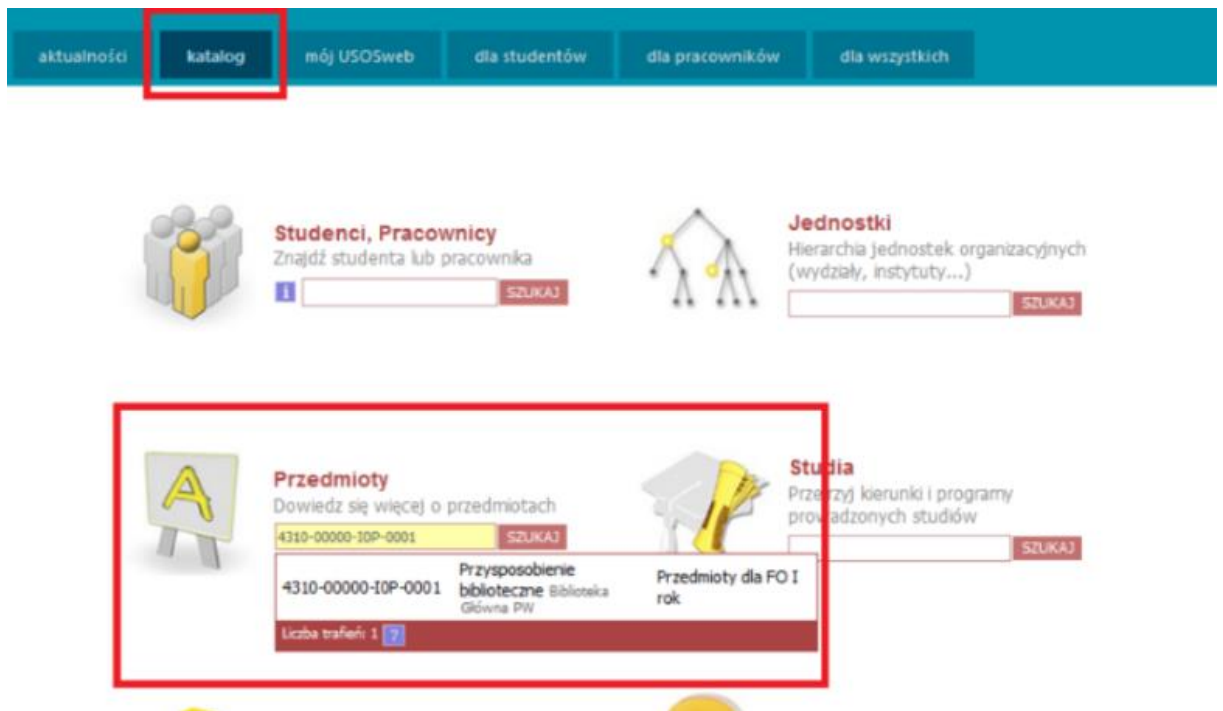 aktualności katalog mój USOSweb dla studentów dla pracowników dla wszystkich
Studenci, Pracownicy
Znajdź studenta lub pracownika
i SZUKAJ
Jednostki
Hierarchia jednostek organizacyjnych
(wydziały, instytuty...)
SZUKAJ
A
Przedmioty
Dowiedz się więcej o przedmiotach
4310-00000-I0P-0001 SZUKAJ
4310-00000-I0P-0001
Przysposobienie
biblioteczne Biblioteka
Główna PW
Przedmioty dla FO I
rok
Liczba trafień: 1 ?
Studia
Przejrzyj kierunki i programy
prowadzonych studiów
SZUKAJ